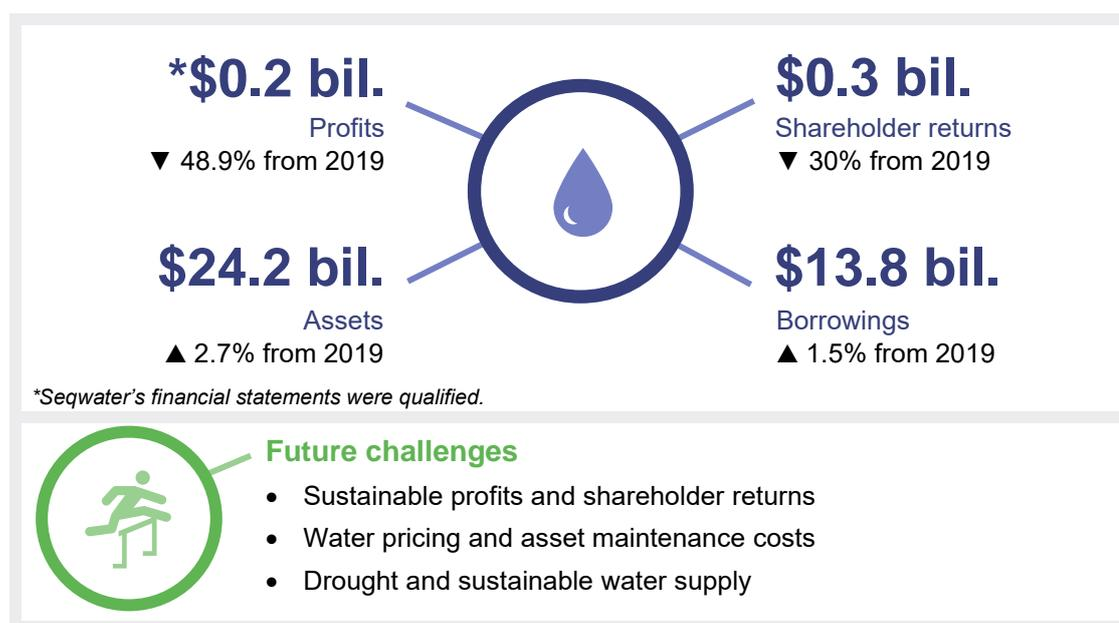 *$0.2 bil.
Profits
▼ 48.9% from 2019
$0.3 bil.
Shareholder returns
▼ 30% from 2019
$24.2 bil.
Assets
▲ 2.7% from 2019
$13.8 bil.
Borrowings
▲ 1.5% from 2019
*Seqwater's financial statements were qualified.
Future challenges
• Sustainable profits and shareholder returns
• Water pricing and asset maintenance costs
• Drought and sustainable water supply